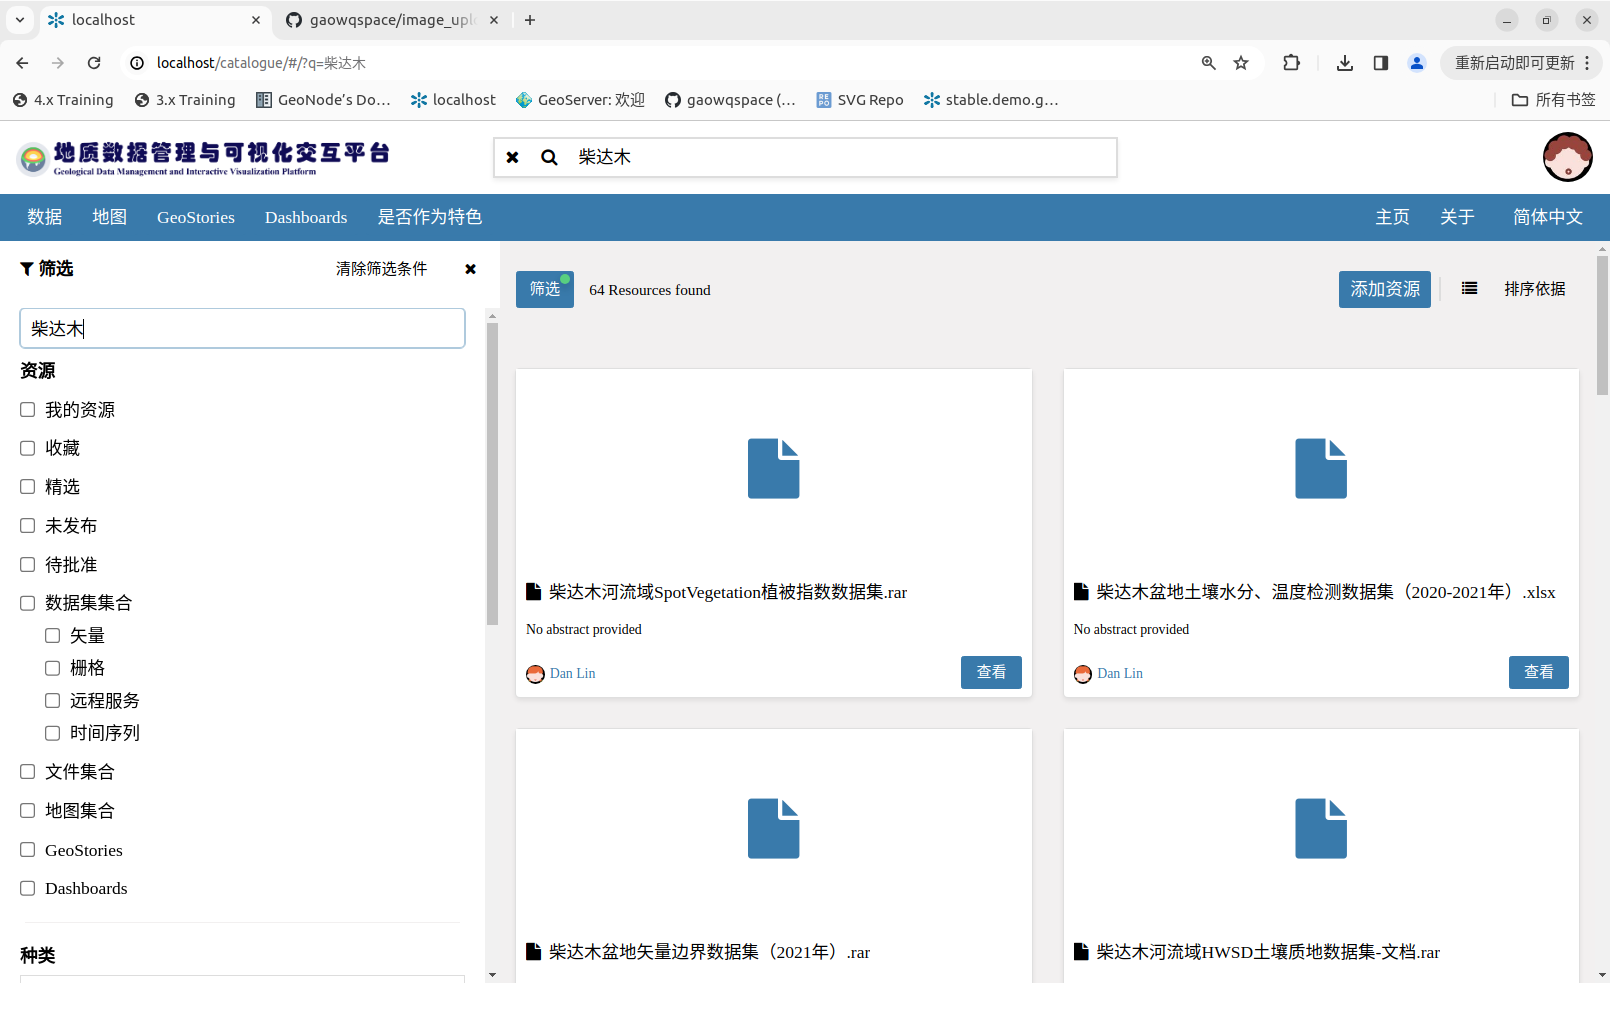 localhost
gaowqspace/image_upl
localhost/catalogue/#/?q=柴达木
重新启动即可更新
4.x Training
3.x Training
GeoNode’s Do…
localhost
GeoServer: 欢迎
gaowqspace (…
SVG Repo
stable.demo.g…
所有书签
地质数据管理与可视化交互平台
Geological Data Management and Interactive Visualization Platform
柴达木
数据
地图
GeoStories
Dashboards
是否作为特色
主页
关于
简体中文
筛选
清除筛选条件
柴达木
资源
我的资源
收藏
精选
未发布
待批准
数据集集合
矢量
栅格
远程服务
时间序列
文件集合
地图集合
GeoStories
Dashboards
种类
筛选
64 Resources found
添加资源
排序依据
柴达木河流域SpotVegetation植被指数数据集.rar
No abstract provided
Dan Lin
查看
柴达木盆地土壤水分、温度检测数据集（2020-2021年）.xlsx
No abstract provided
Dan Lin
查看
柴达木盆地矢量边界数据集（2021年）.rar
柴达木河流域HWSD土壤质地数据集-文档.rar